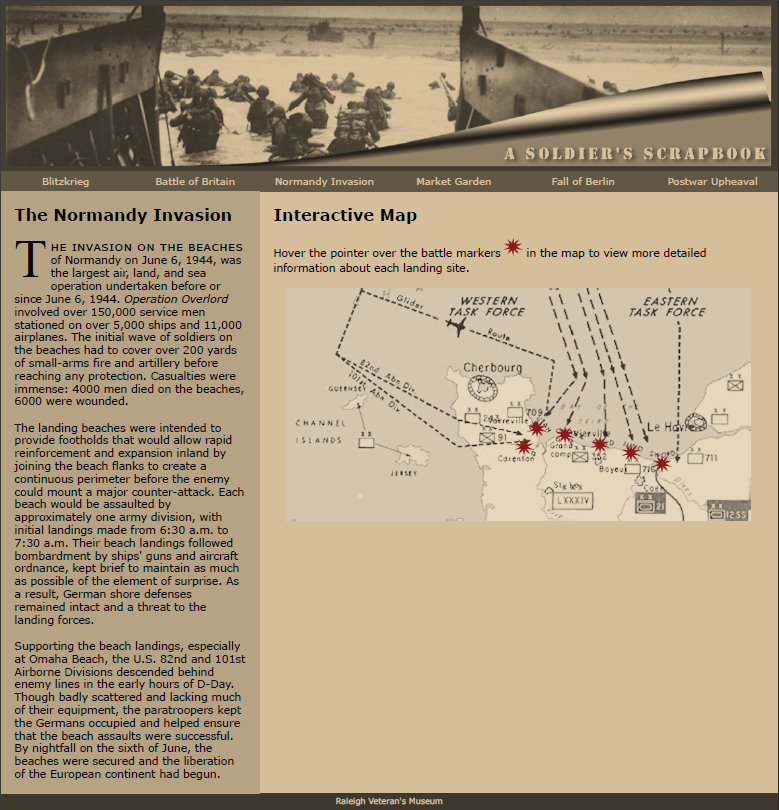 A SOLDIER'S SCRAPBOOK
Blitzkrieg Battle of Britain Normandy Invasion Market Garden Fall of Berlin Postwar Upheaval
The Normandy Invasion
THE INVASION ON THE BEACHES
of Normandy on June 6, 1944, was
the largest air, land, and sea
operation undertaken before or
since June 6, 1944. Operation Overlord
involved over 150,000 service men
stationed on over 5,000 ships and 11,000
airplanes. The initial wave of soldiers on
the beaches had to cover over 200 yards
of small-arms fire and artillery before
reaching any protection. Casualties were
immense: 4000 men died on the beaches,
6000 were wounded.
The landing beaches were intended to
provide footholds that would allow rapid
reinforcement and expansion inland by
joining the beach flanks to create a
continuous perimeter before the enemy
could mount a major counter-attack. Each
beach would be assaulted by
approximately one army division, with
initial landings made from 6:30 a.m. to
7:30 a.m. Their beach landings followed
bombardment by ships' guns and aircraft
ordnance, kept brief to maintain as much
as possible of the element of surprise. As
a result, German shore defenses
remained intact and a threat to the
landing forces.
Supporting the beach landings, especially
at Omaha Beach, the U.S. 82nd and 101st
Airborne Divisions descended behind
enemy lines in the early hours of D-Day.
Though badly scattered and lacking much
of their equipment, the paratroopers kept
the Germans occupied and helped ensure
that the beach assaults were successful.
By nightfall on the sixth of June, the
beaches were secured and the liberation
of the European continent had begun.
Interactive Map
Hover the pointer over the battle markers in the map to view more detailed
information about each landing site.
Glider
Route
WESTERN
TASK FORCE
EASTERN
TASK FORCE
82nd Abn Div.
101st Abn Div.
Cherbourg
GUERNSEY
CHANNEL
ISLANDS
JERSEY
709
91
Carenton
Grand
camp
352
Bayeux
716
Caen
Le Havre
711
LXXXIV
21
12SS
Raleigh Veteran's Museum